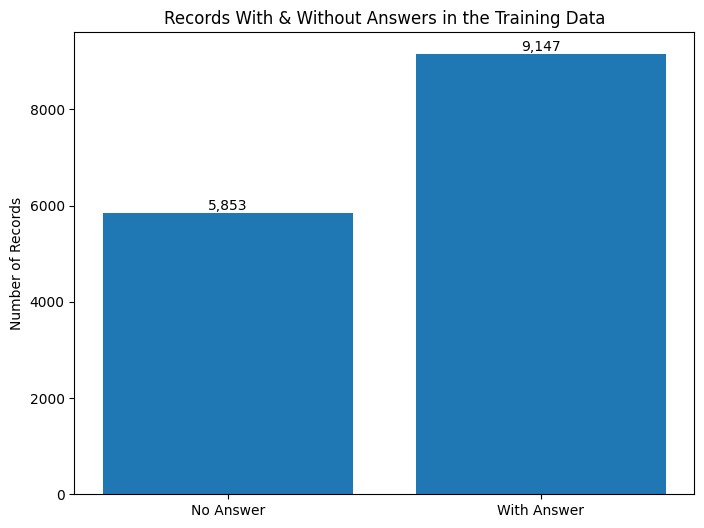 Records With & Without Answers in the Training Data
9,147
5,853
8000
6000
4000
2000
0
Number of Records
No Answer
With Answer